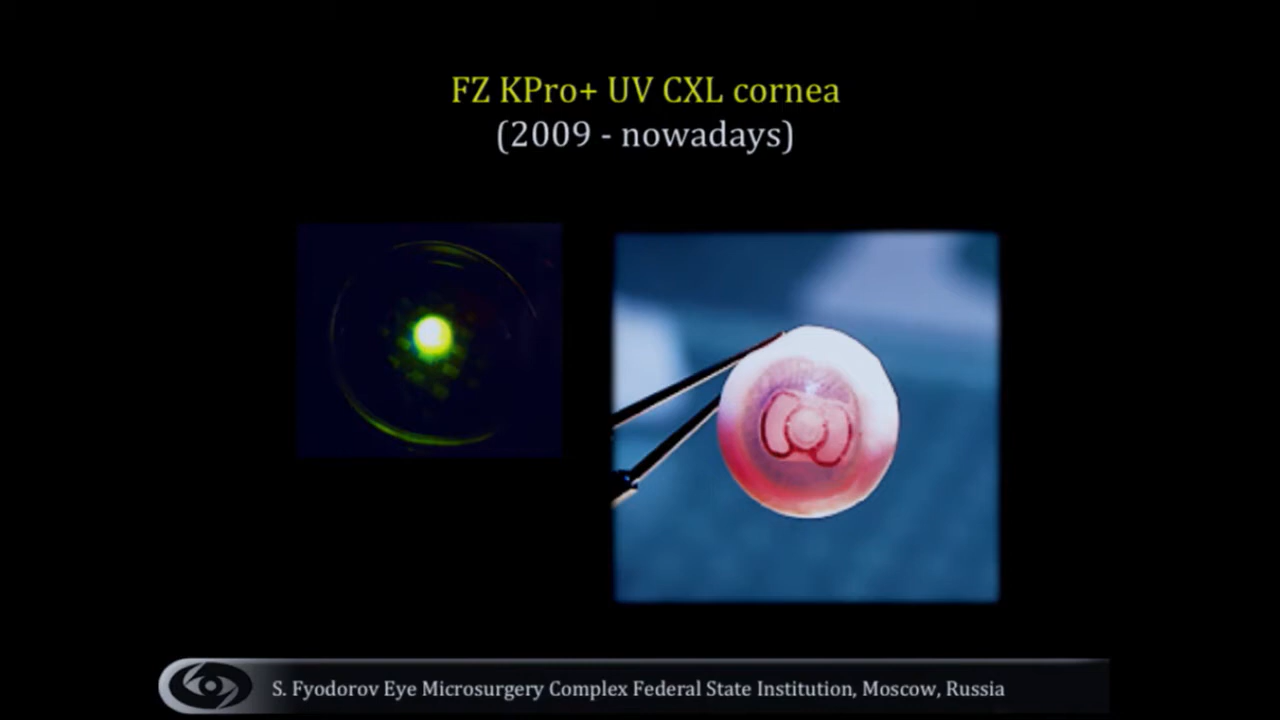 FZ KPro+ UV CXL cornea
(2009 - nowadays)
S. Fyodorov Eye Microsurgery Complex Federal State Institution, Moscow, Russia